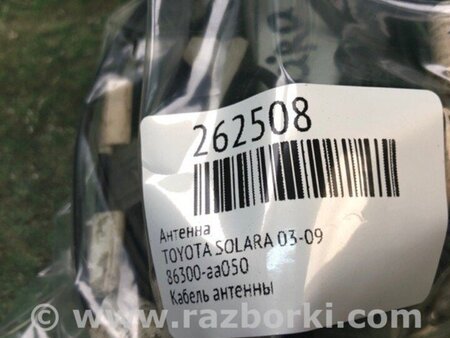 262508
Антенна
TOYOTA SOLARA 03-09
86300-aa050
Кабель антенны
© www.razborki.com